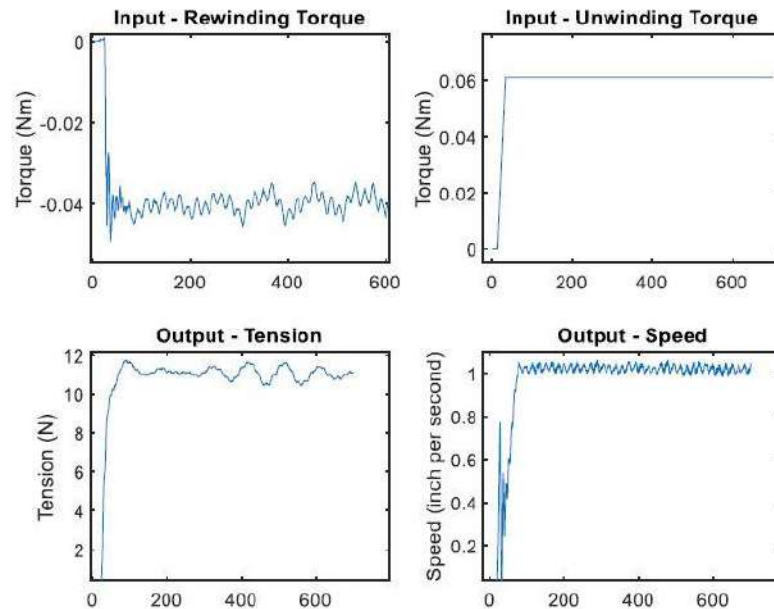 Input - Rewinding Torque
Torque (Nm)
0
-0.02
-0.04
0 200 400 600
Input - Unwinding Torque
Torque (Nm)
0.06
0.04
0.02
0
0 200 400 600
Output - Tension
Tension (N)
12
10
8
6
4
2
0 200 400 600
Output - Speed
Speed (inch per second)
1
0.8
0.6
0.4
0.2
0 200 400 600